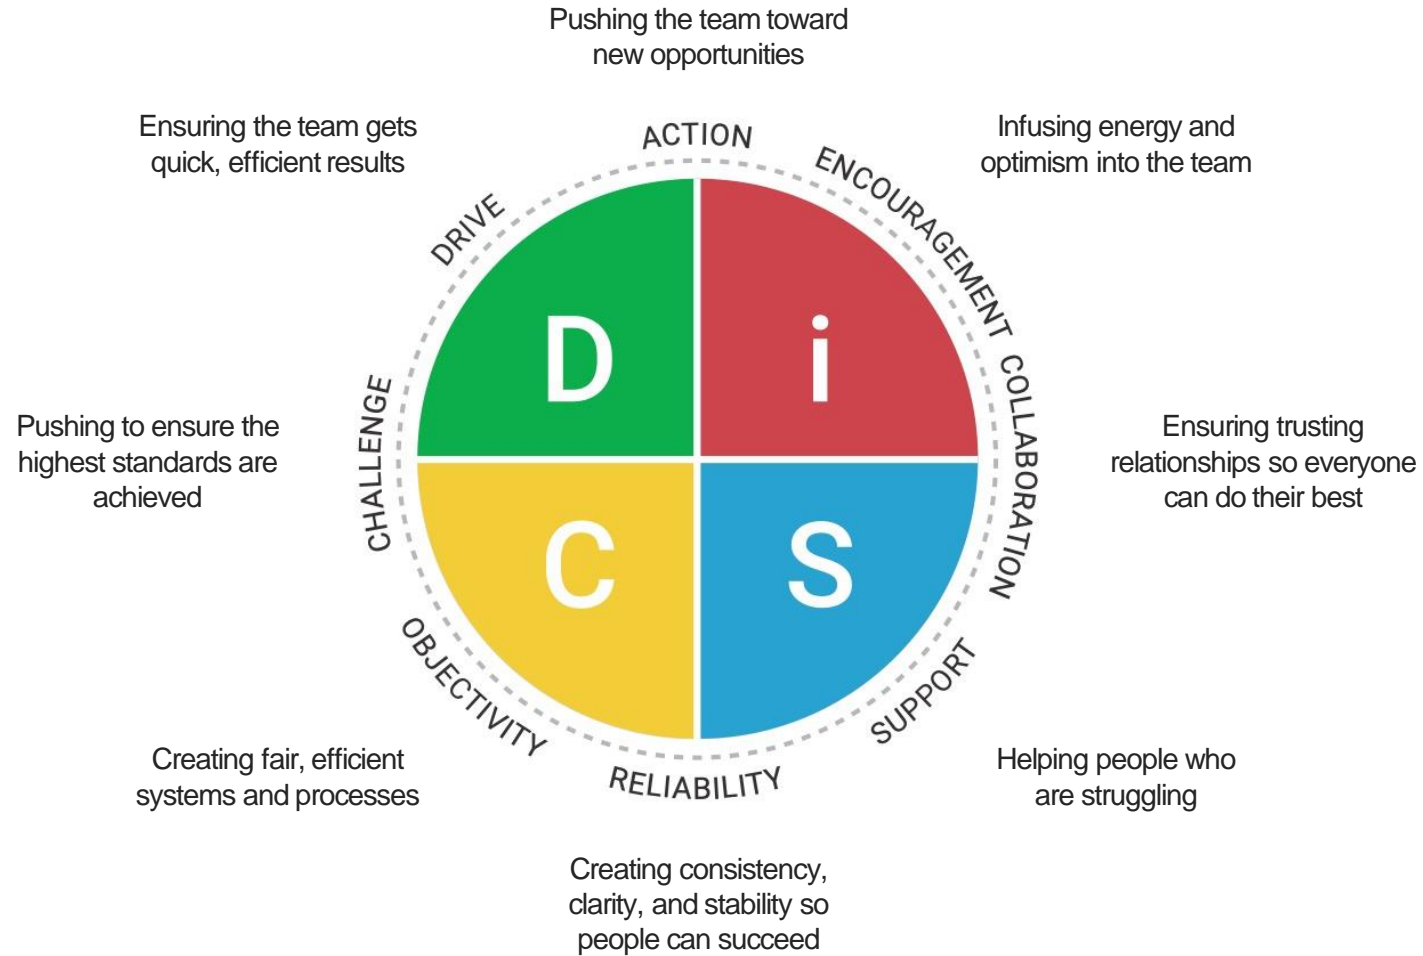 Pushing the team toward
new opportunities
Ensuring the team gets
quick, efficient results
Infusing energy and
optimism into the team
ACTION
ENCOURAGEMENT
DRIVE
D
i
CHALLENGE
COLLABORATION
Pushing to ensure the
highest standards are
achieved
Ensuring trusting
relationships so everyone
can do their best
C
S
OBJECTIVITY
SUPPORT
RELIABILITY
Creating fair, efficient
systems and processes
Helping people who
are struggling
Creating consistency,
clarity, and stability so
people can succeed